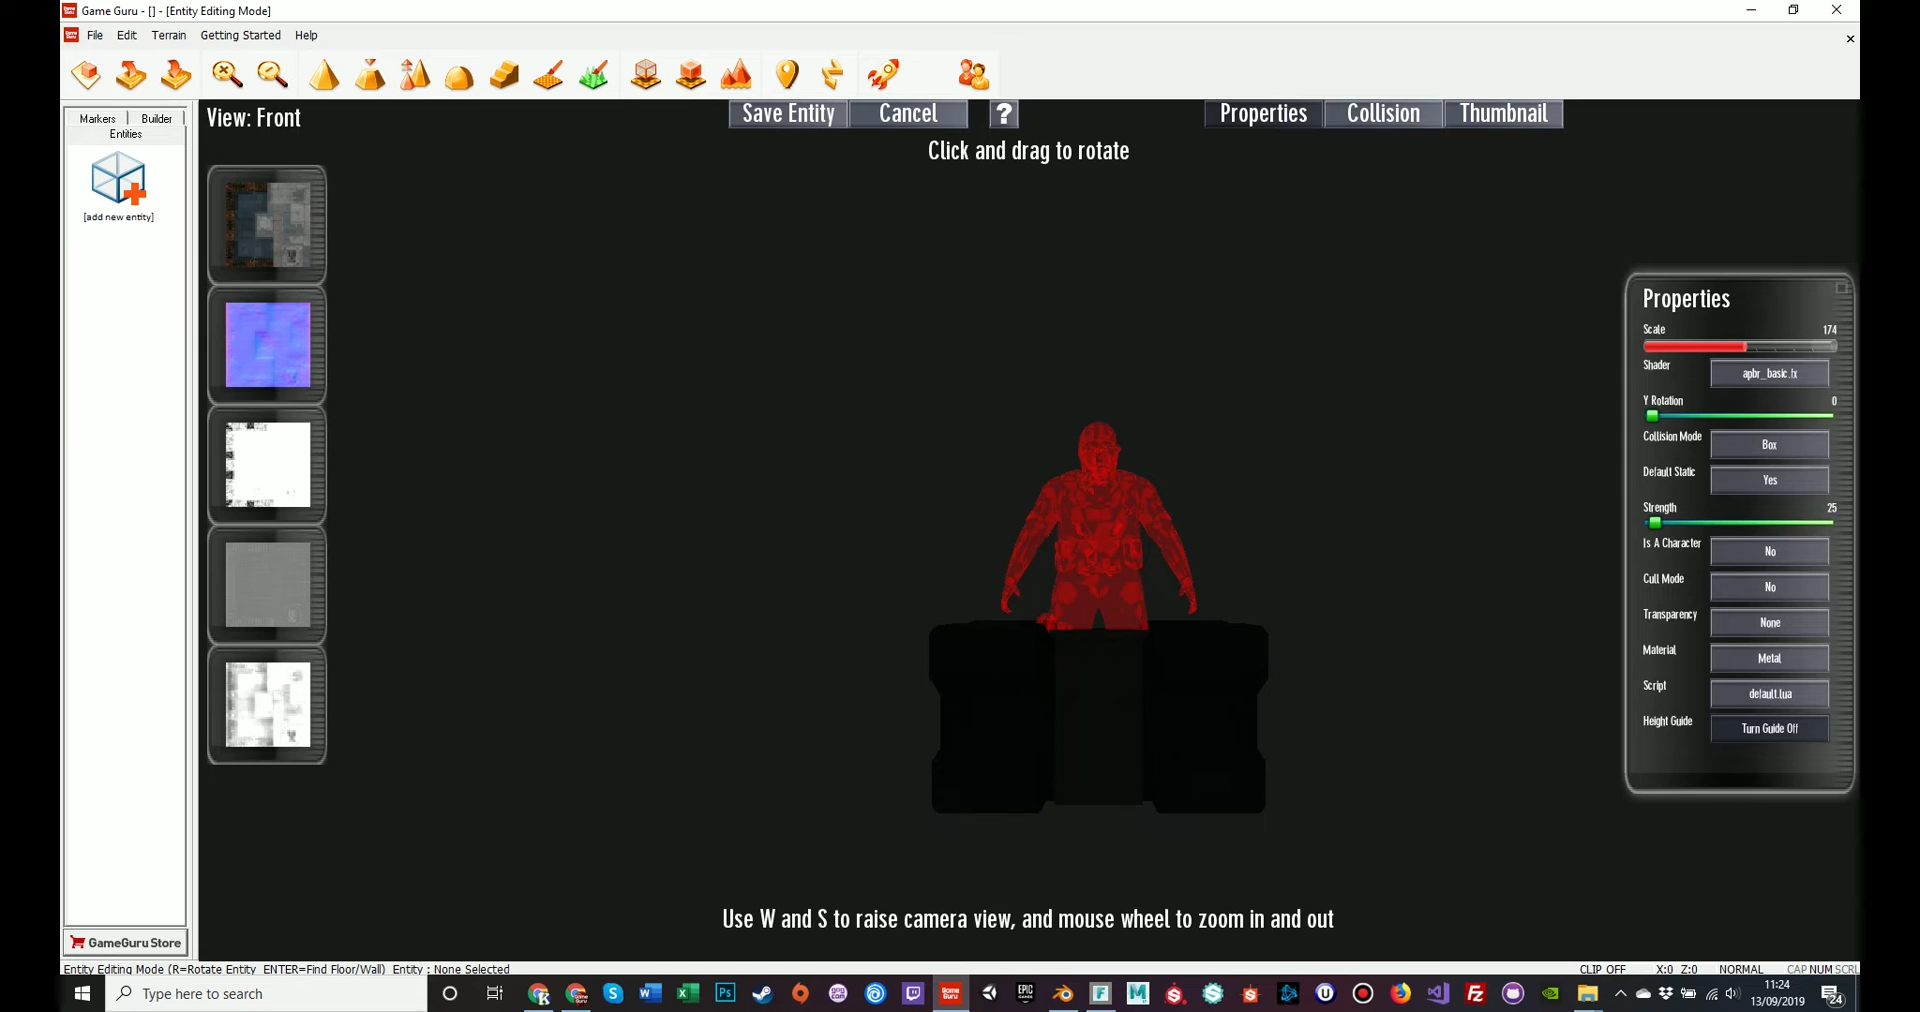 Game Guru - [] - [Entity Editing Mode]
File Edit Terrain Getting Started Help
Markers Builder
Entities
[add new entity]
GameGuru Store
View: Front
Save Entity Cancel ? Properties Collision Thumbnail
Click and drag to rotate
Properties
Scale 174
Shader apbr_basic.fx
Y Rotation 0
Collision Mode Box
Default Static Yes
Strength 25
Is A Character No
Cull Mode No
Transparency None
Material Metal
Script default.lua
Height Guide Turn Guide Off
Use W and S to raise camera view, and mouse wheel to zoom in and out
Entity Editing Mode (R=Rotate Entity ENTER=Find Floor/Wall) Entity : None Selected CLIP OFF X:0 Z:0 NORMAL CAP NUM SCRL
Type here to search
11:24
13/09/2019
24